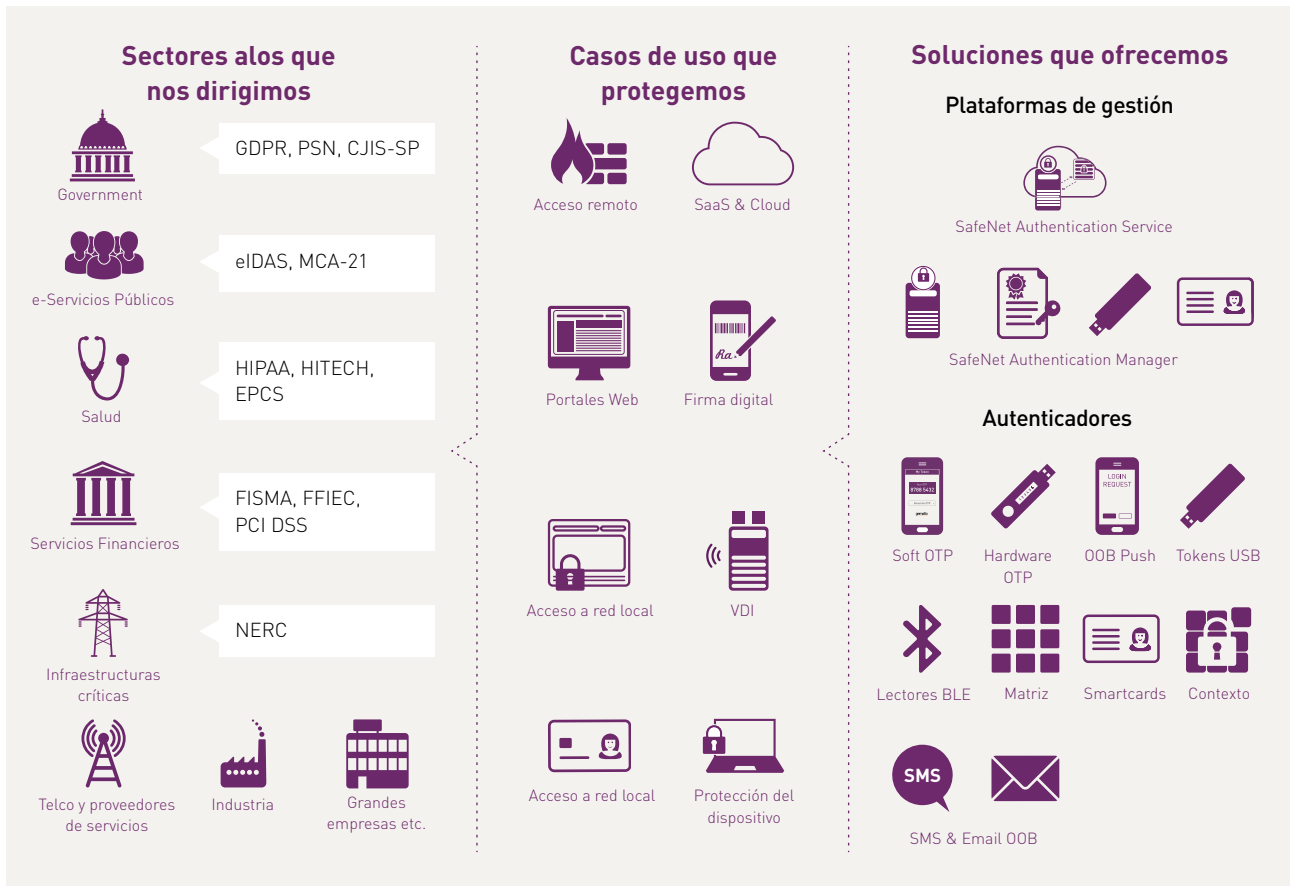 Sectores alos que
nos dirigimos
Government
GDPR, PSN, CJIS-SP
e-Servicios Públicos
eIDAS, MCA-21
Salud
HIPAA, HITECH,
EPCS
Servicios Financieros
FISMA, FFIEC,
PCI DSS
Infraestructuras
críticas
NERC
Telco y proveedores
de servicios
Industria
Grandes
empresas etc.
Casos de uso que
protegemos
Acceso remoto
SaaS & Cloud
Portales Web
Ra.
Firma digital
Acceso a red local
VDI
Acceso a red local
Protección del
dispositivo
Soluciones que ofrecemos
Plataformas de gestión
SafeNet Authentication Service
SafeNet Authentication Manager
Autenticadores
8788 5432
gemalto
Soft OTP
Hardware
OTP
LOGIN
REQUEST
OOB Push
Tokens USB
Lectores BLE
Matriz
Smartcards
Contexto
SMS
SMS & Email OOB